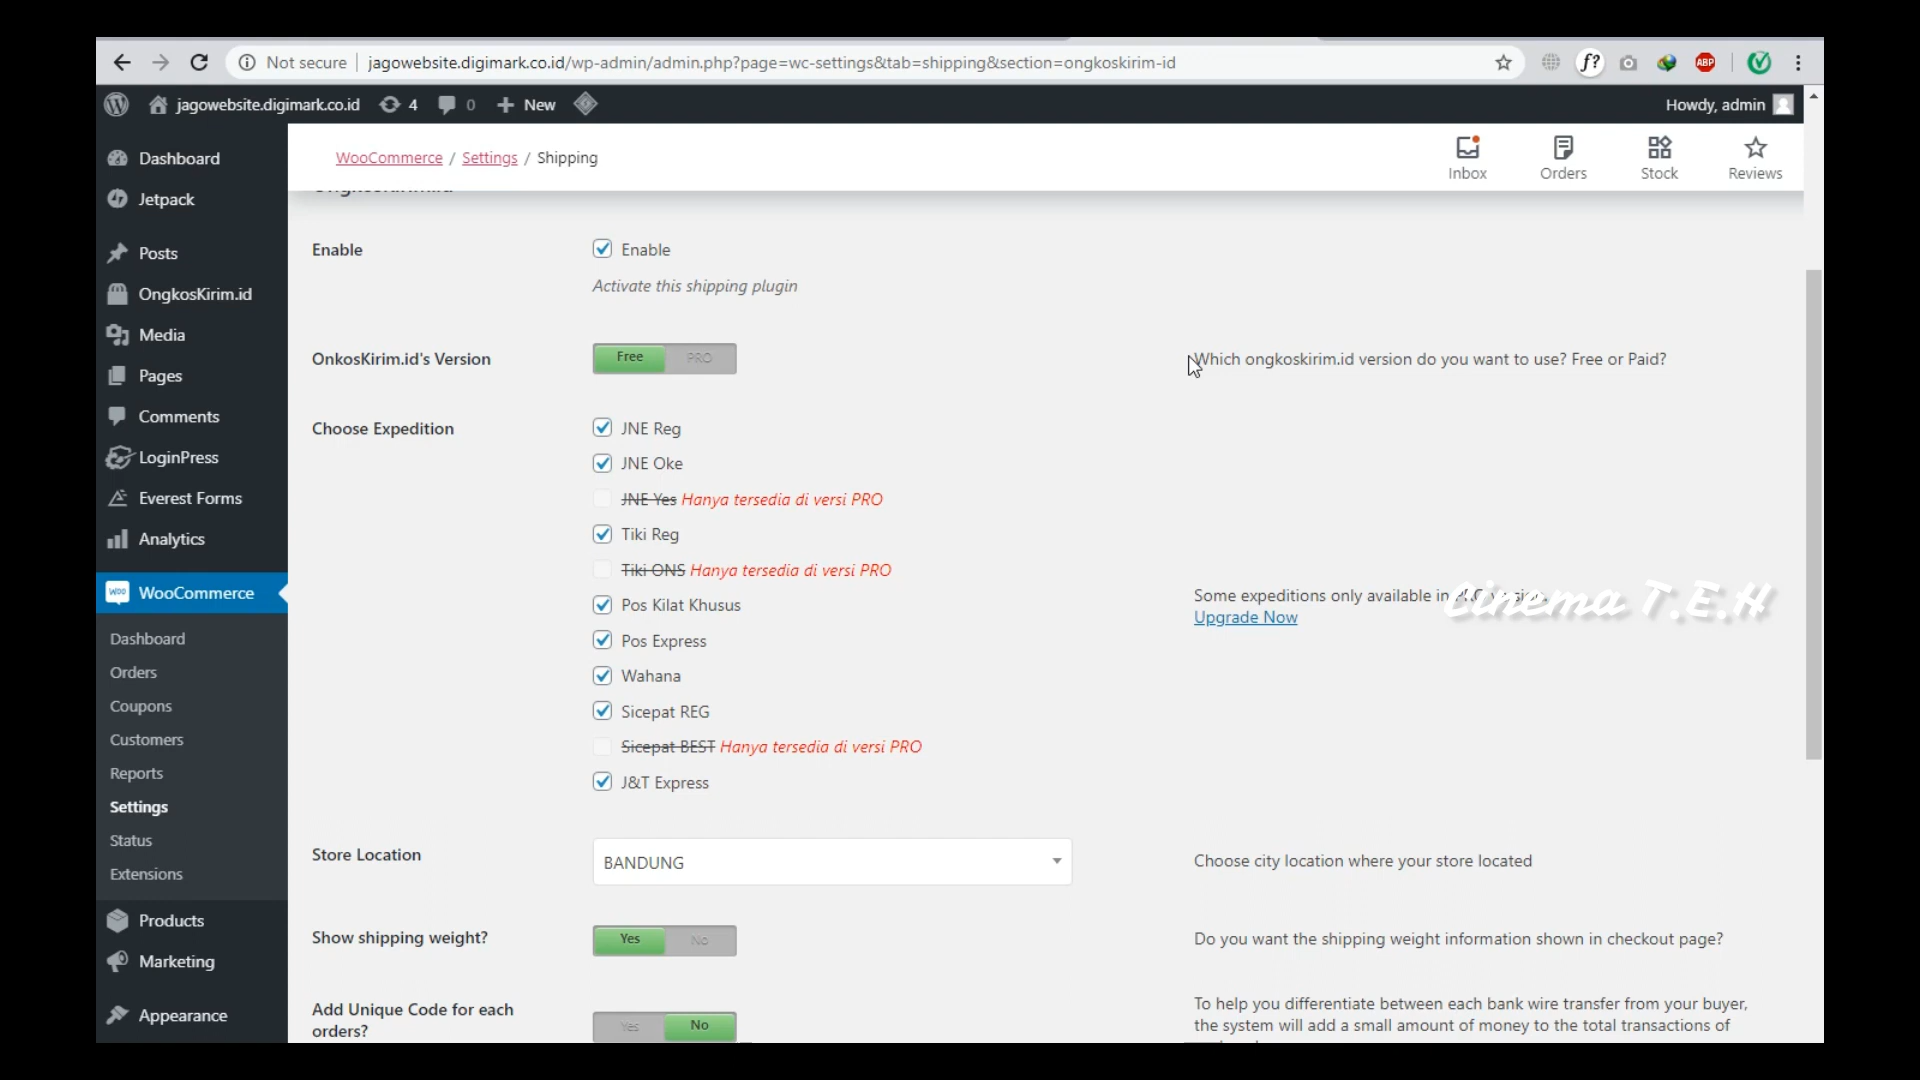 Not secure | jagowebsite.digimark.co.id/wp-admin/admin.php?page=wc-settings&tab=shipping&section=ongkoskirim-id
f?
ABP
jagowebsite.digimark.co.id 4 0 + New
Howdy, admin
Dashboard
Jetpack
Posts
OngkosKirim.id
Media
Pages
Comments
LoginPress
Everest Forms
Analytics
WooCommerce
Dashboard
Orders
Coupons
Customers
Reports
Settings
Status
Extensions
Products
Marketing
Appearance
WooCommerce / Settings / Shipping
Inbox
Orders
Stock
Reviews
Enable
Enable
Activate this shipping plugin
OnkosKirim.id's Version
Free PRO
Which ongkoskirim.id version do you want to use? Free or Paid?
Choose Expedition
JNE Reg
JNE Oke
JNE Yes Hanya tersedia di versi PRO
Tiki Reg
Tiki ONS Hanya tersedia di versi PRO
Pos Kilat Khusus
Pos Express
Wahana
Sicepat REG
Sicepat BEST Hanya tersedia di versi PRO
J&T Express
Some expeditions only available in PRO version.
Upgrade Now
Cinema T.E.H
Store Location
BANDUNG
Choose city location where your store located
Show shipping weight?
Yes No
Do you want the shipping weight information shown in checkout page?
Add Unique Code for each
orders?
Yes No
To help you differentiate between each bank wire transfer from your buyer,
the system will add a small amount of money to the total transactions of